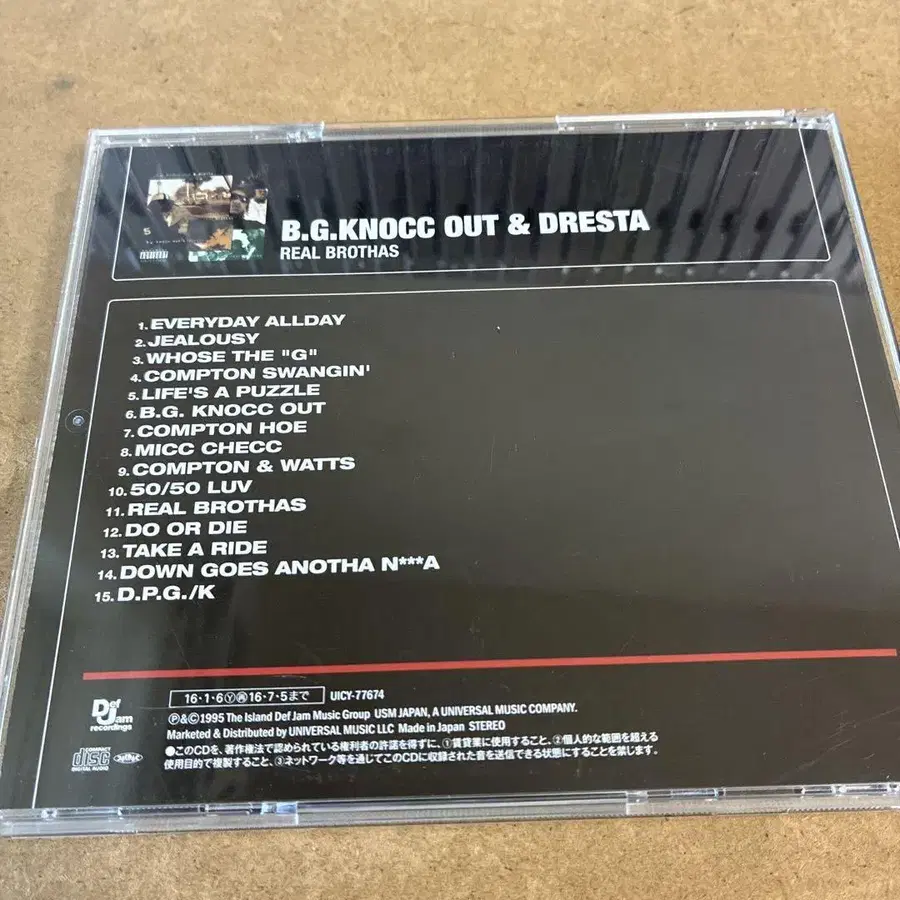 B.G.KNOCC OUT & DRESTA
REAL BROTHAS
1.EVERYDAY ALLDAY
2.JEALOUSY
3.WHOSE THE "G"
4.COMPTON SWANGIN'
5.LIFE'S A PUZZLE
6.B.G. KNOCC OUT
7.COMPTON HOE
8.MICC CHECC
9.COMPTON & WATTS
10.50/50 LUV
11.REAL BROTHAS
12.DO OR DIE
13.TAKE A RIDE
14.DOWN GOES ANOTHA N***A
15.D.P.G./K
Def
Jam
recordings
16・1・6Ⓨ㊢16・7・5まで UICY-77674
Ⓟ&©1995 The Island Def Jam Music Group USM JAPAN, A UNIVERSAL MUSIC COMPANY.
Marketed & Distributed by UNIVERSAL MUSIC LLC Made in Japan STEREO
●このCDを、著作権法で認められている権利者の許諾を得ずに、①賃貸業に使用すること、②個人的な範囲を超える
使用目的で複製すること、③ネットワーク等を通じてこのCDに収録された音を送信できる状態にすることを禁じます。
COMPACT
disc
DIGITAL AUDIO